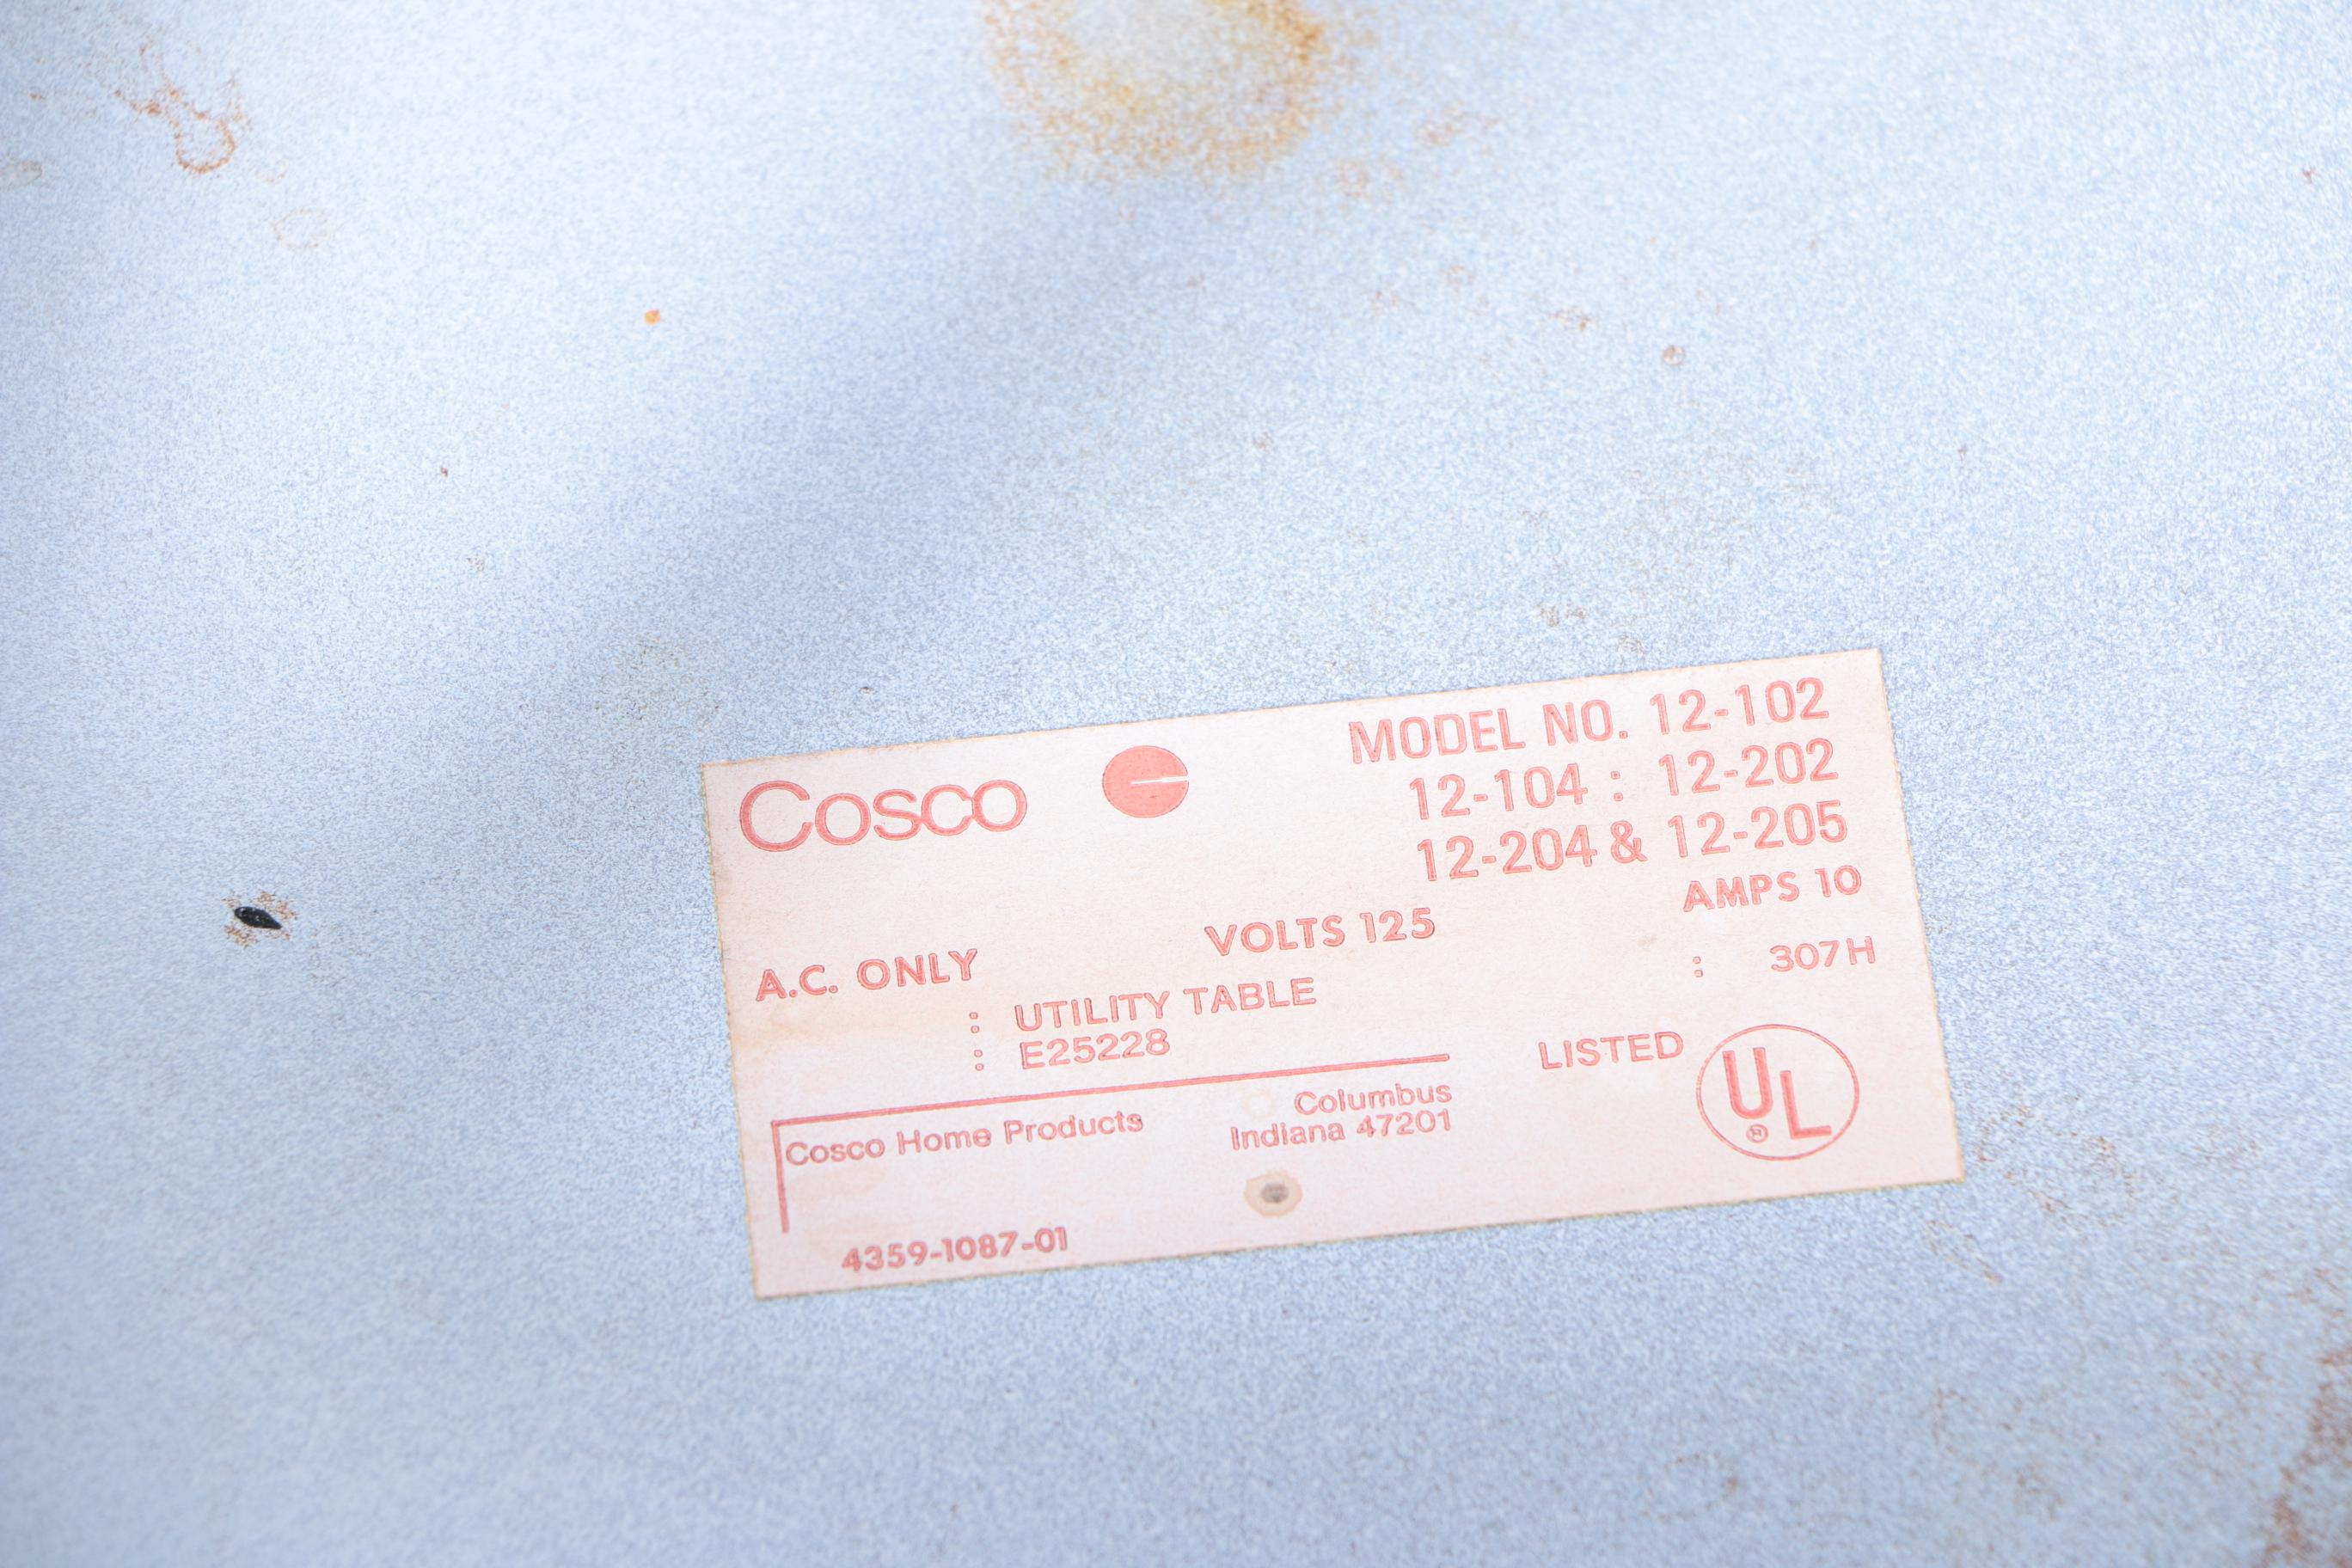 COSCO
MODEL NO. 12-102
12-104 : 12-202
12-204 & 12-205
A.C. ONLY VOLTS 125 AMPS 10
: UTILITY TABLE : 307H
: E25228
LISTED UL ®
Cosco Home Products Columbus
Indiana 47201
4359-1087-01